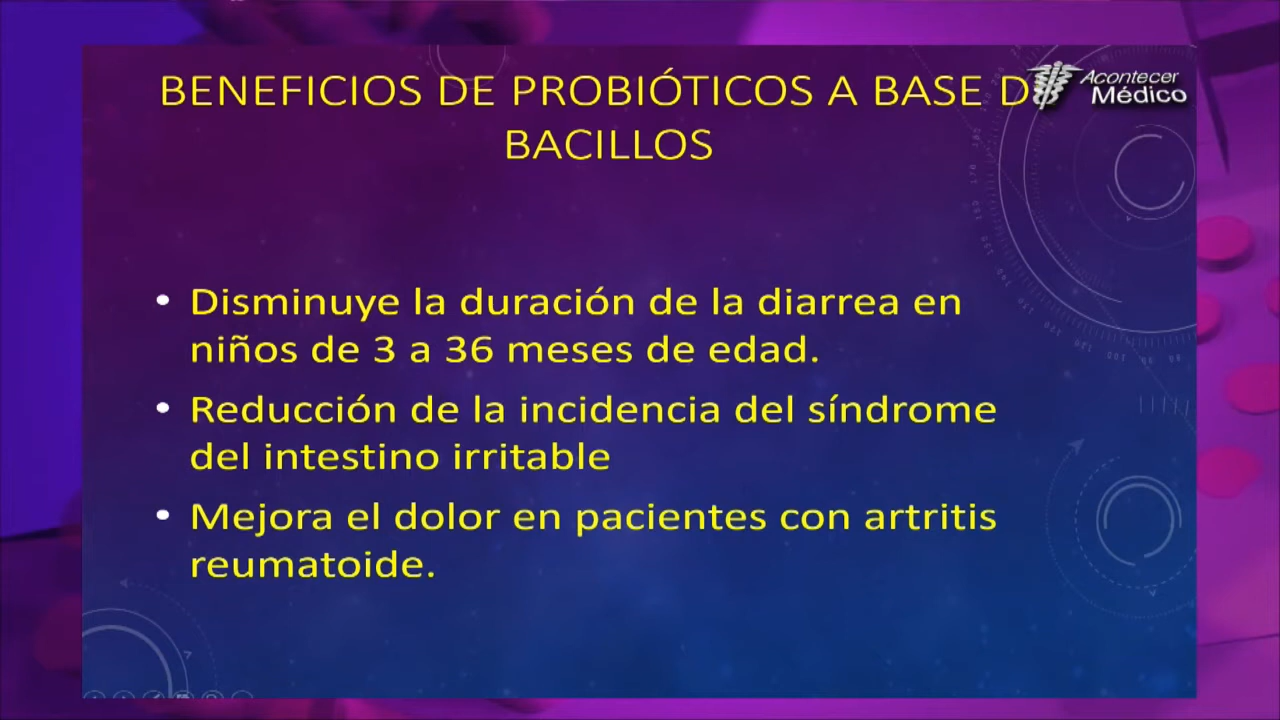 BENEFICIOS DE PROBIÓTICOS A BASE D
Acontecer
Médico
BACILLOS
• Disminuye la duración de la diarrea en
niños de 3 a 36 meses de edad.
• Reducción de la incidencia del síndrome
del intestino irritable
• Mejora el dolor en pacientes con artritis
reumatoide.